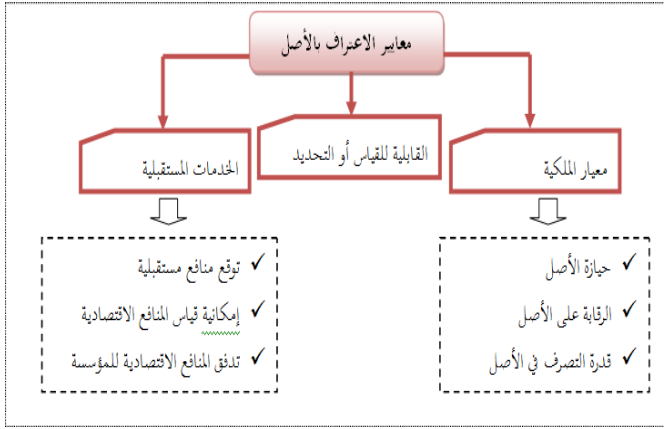 معايير الاعتراف بالأصل
معيار الملكية
القابلية للقياس أو التحديد
الخدمات المستقبلية
✓ حيازة الأصل
✓ الرقابة على الأصل
✓ قدرة التصرف في الأصل
✓ توقع منافع مستقبلية
✓ إمكانية قياس المنافع الاقتصادية
✓ تدفق المنافع الاقتصادية للمؤسسة